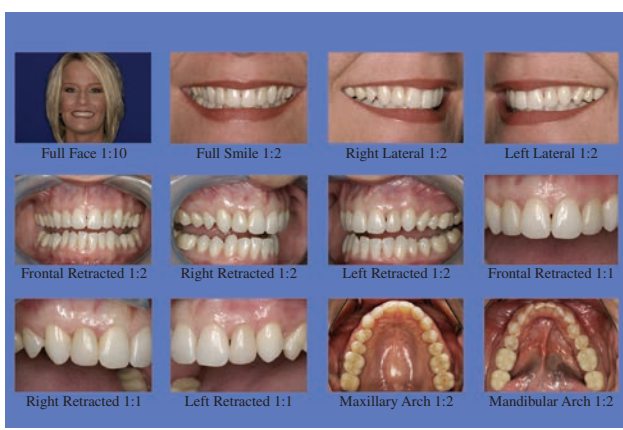 Full Face 1:10
Full Smile 1:2
Right Lateral 1:2
Left Lateral 1:2
Frontal Retracted 1:2
Right Retracted 1:2
Left Retracted 1:2
Frontal Retracted 1:1
Right Retracted 1:1
Left Retracted 1:1
Maxillary Arch 1:2
Mandibular Arch 1:2